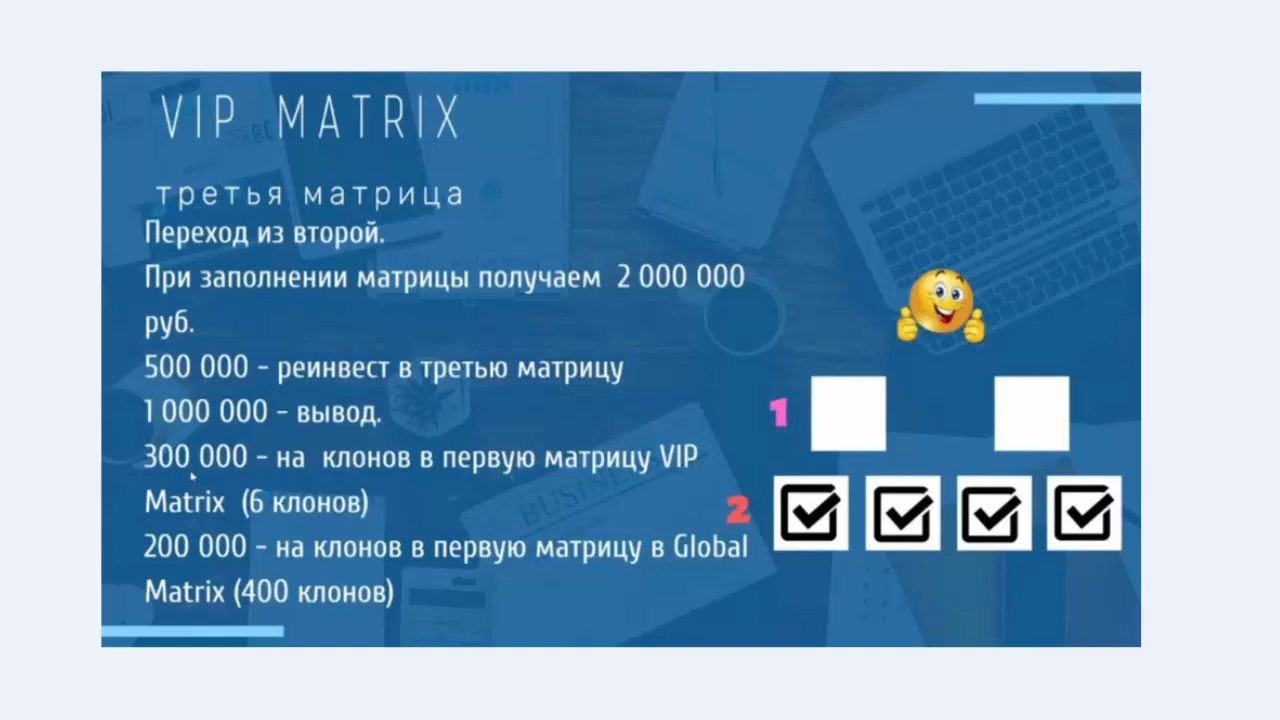 VIP MATRIX
третья матрица
Переход из второй.
При заполнении матрицы получаем 2 000 000
руб.
500 000 - реинвест в третью матрицу
1 000 000 - вывод.
300 000 - на клонов в первую матрицу VIP
Matrix (6 клонов)
200 000 - на клонов в первую матрицу в Global
Matrix (400 клонов)
1
2